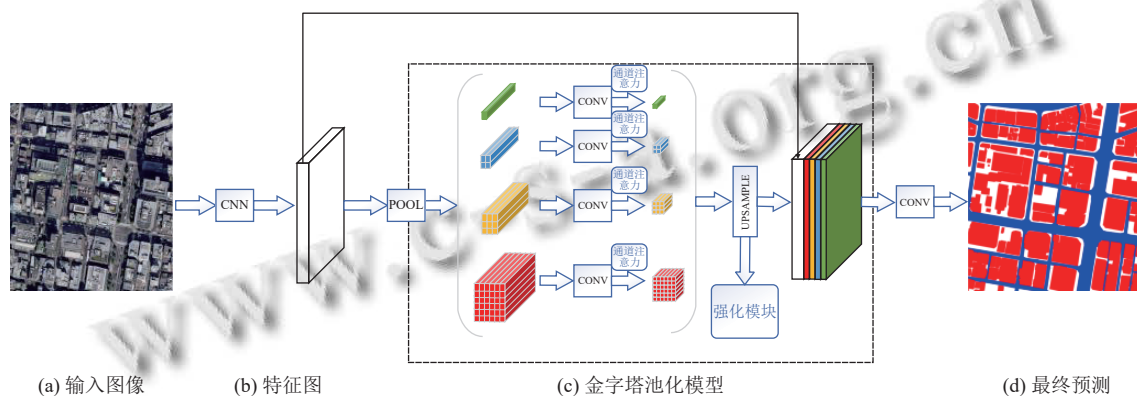 通道注
意力
CONV
通道注
意力
CONV
通道注
意力
CONV
通道注
意力
CONV
CNN
POOL
UPSAMPLE
CONV
强化模块
www.c-s-a.org.cn
(a) 输入图像
(b) 特征图
(c) 金字塔池化模型
(d) 最终预测